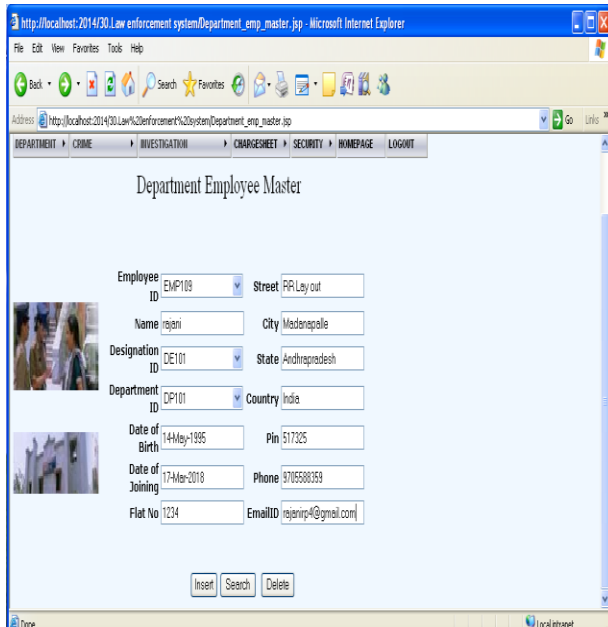 http://localhost:2014/30.Law enforcement system/Department_emp_master.jsp - Microsoft Internet Explorer
File Edit View Favorites Tools Help
Back Search Favorites
Address http://localhost:2014/30.Law%20enforcement%20system/Department_emp_master.jsp Go Links
DEPARTMENT CRIME INVESTIGATION CHARGESHEET SECURITY HOMEPAGE LOGOUT
Department Employee Master
Employee ID EMP109 Street RR Lay out
Name rajani City Madanapalle
Designation ID DE101 State Andhrapradesh
Department ID DP101 Country India
Date of Birth 14-May-1995 Pin 517325
Date of Joining 17-Mar-2018 Phone 9705588359
Flat No 1234 EmailID rajanirp4@gmail.com
Insert Search Delete
Done Local intranet